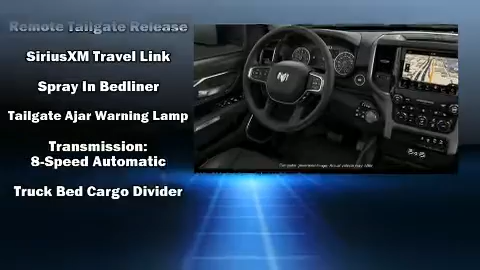 Remote Tailgate Release
SiriusXM Travel Link
Spray In Bedliner
Tailgate Ajar Warning Lamp
Transmission:
8-Speed Automatic
Truck Bed Cargo Divider